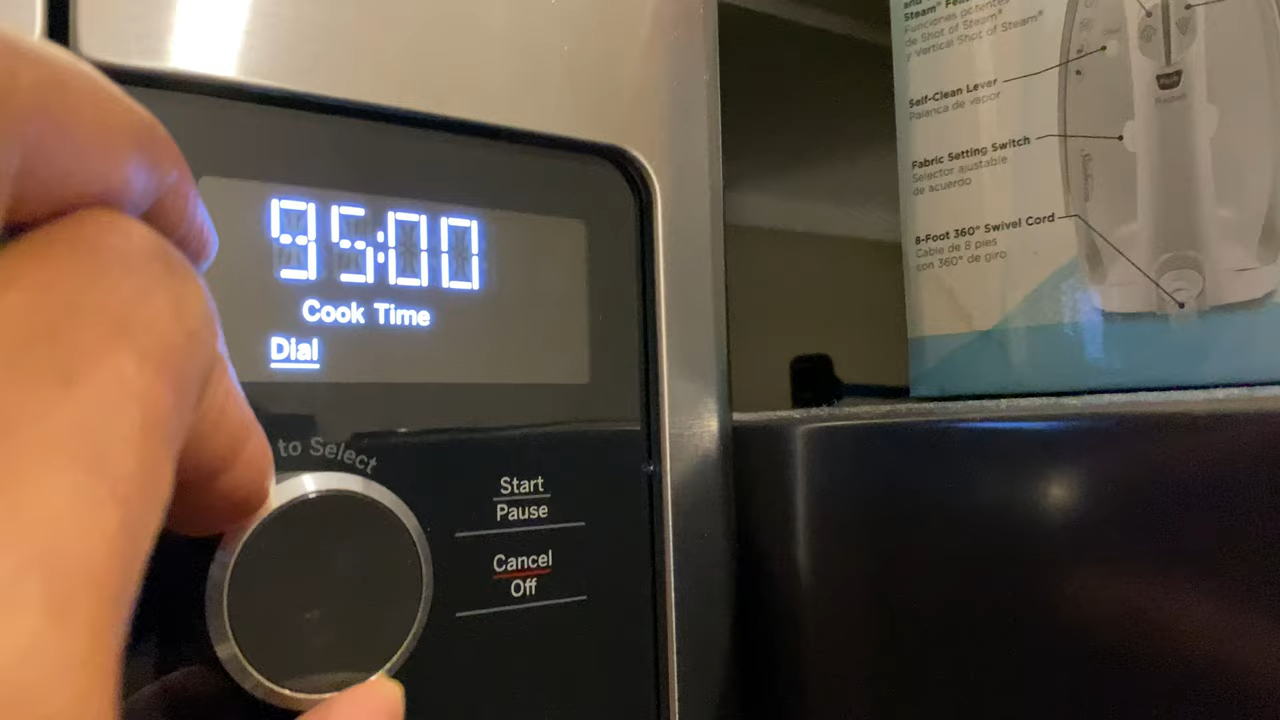 95:00
Cook Time
Dial
to Select
Start
Pause
Cancel
Off
Steam® Feat
Funciones potentes
de Shot of Steam®
y Vertical Shot of Steam®
Self-Clean Lever
Palanca de vapor
Fabric Setting Switch
Selector ajustable
de acuerdo
8-Foot 360° Swivel Cord
Cable de 8 pies
con 360° de giro